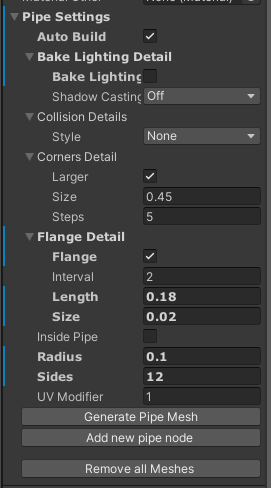 Material Other None (Material)
Pipe Settings
Auto Build
Bake Lighting Detail
Bake Lighting
Shadow Casting Off
Collision Details
Style None
Corners Detail
Larger
Size 0.45
Steps 5
Flange Detail
Flange
Interval 2
Length 0.18
Size 0.02
Inside Pipe
Radius 0.1
Sides 12
UV Modifier 1
Generate Pipe Mesh
Add new pipe node
Remove all Meshes